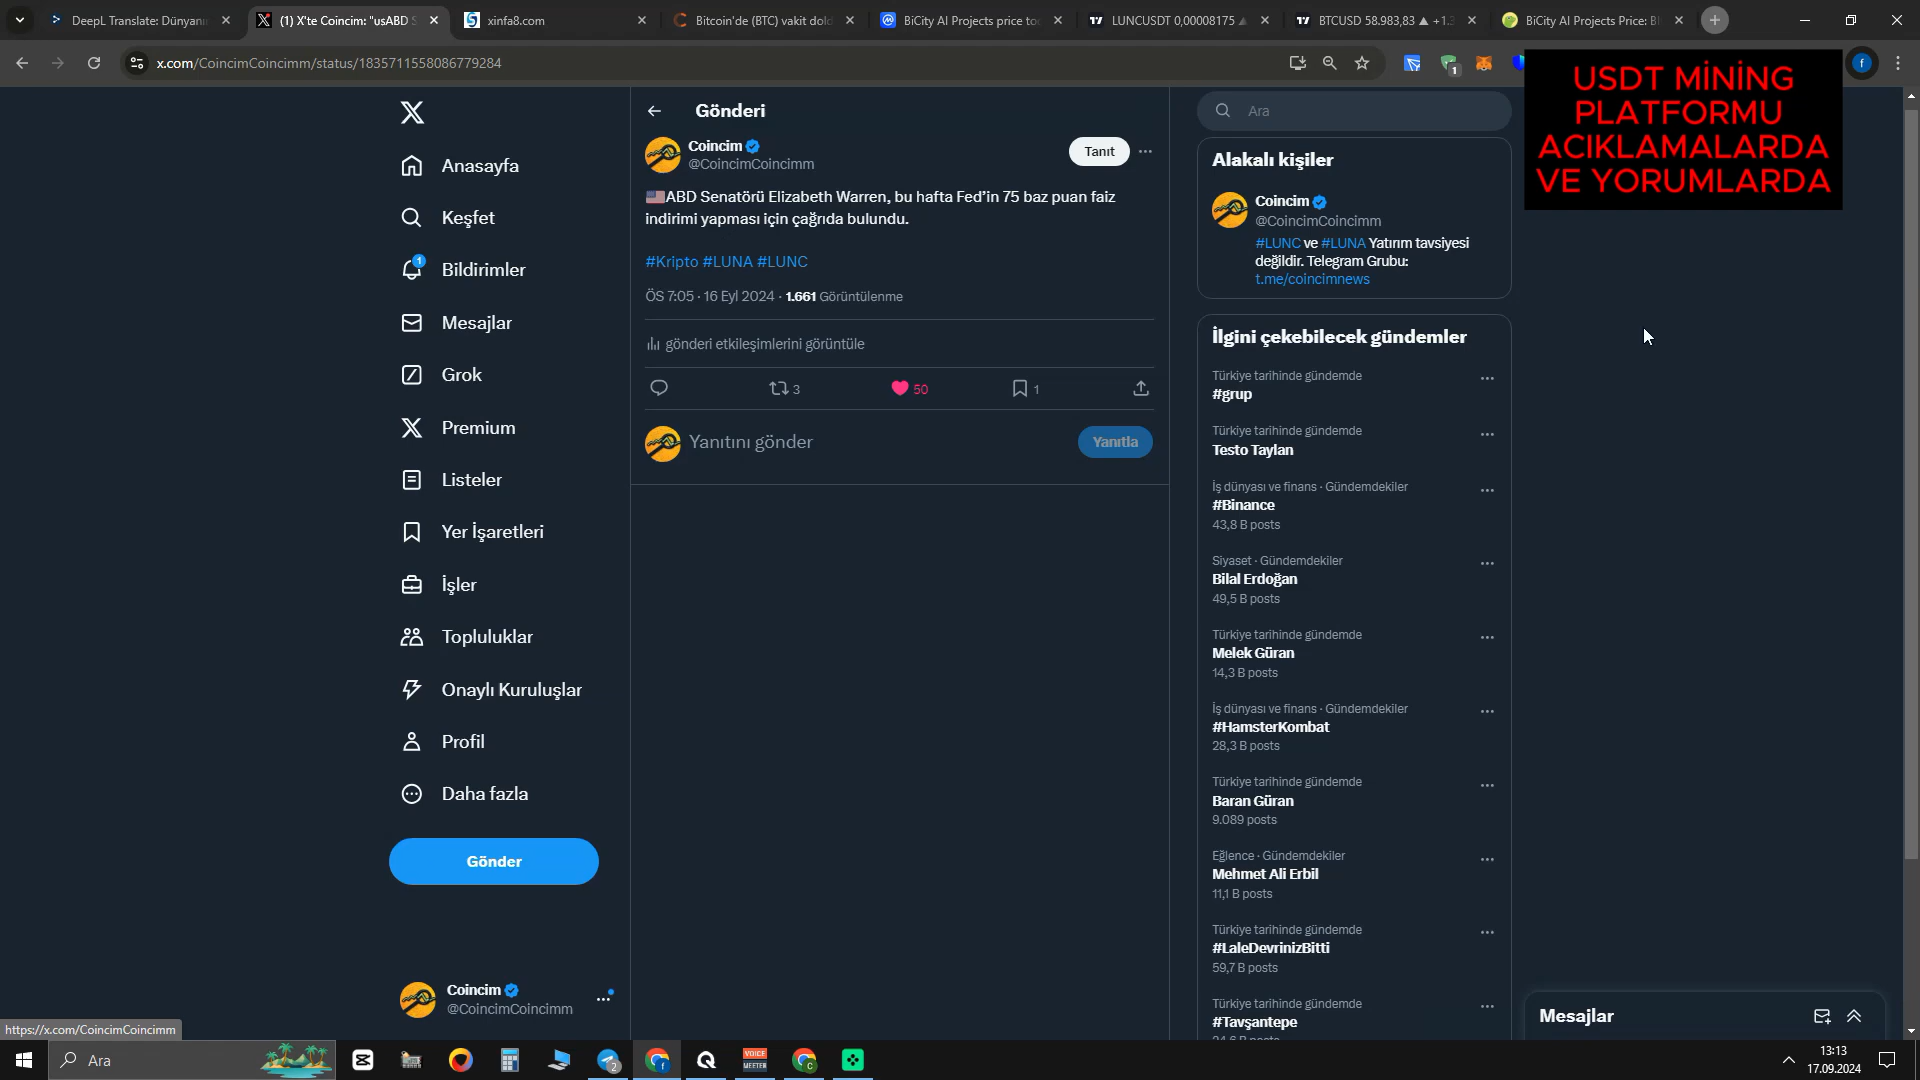 DeepL Translate: Dünyanı
(1) X'te Coincim: "usABD S
xinfa8.com
Bitcoin'de (BTC) vakit dold
BiCity AI Projects price to
LUNCUSDT 0,00008175 ▲
BTCUSD 58.983,83 ▲ +1.3
BiCity AI Projects Price: B
x.com/CoincimCoincimm/status/1835711558086779284
1
f
USDT MİNİNG
PLATFORMU
ACIKLAMALARDA
VE YORUMLARDA
Anasayfa
Keşfet
1
Bildirimler
Mesajlar
Grok
Premium
Listeler
Yer İşaretleri
İşler
Topluluklar
Onaylı Kuruluşlar
Profil
Daha fazla
Gönder
Coincim
@CoincimCoincimm
https://x.com/CoincimCoincimm
Gönderi
Coincim
@CoincimCoincimm
Tanıt
ABD Senatörü Elizabeth Warren, bu hafta Fed'in 75 baz puan faiz
indirimi yapması için çağrıda bulundu.
#Kripto #LUNA #LUNC
ÖS 7:05 · 16 Eyl 2024 · 1.661 Görüntülenme
gönderi etkileşimlerini görüntüle
3
50
1
Yanıtını gönder
Yanıtla
Ara
Alakalı kişiler
Coincim
@CoincimCoincimm
#LUNC ve #LUNA Yatırım tavsiyesi
değildir. Telegram Grubu:
t.me/coincimnews
İlgini çekebilecek gündemler
Türkiye tarihinde gündemde
#grup
Türkiye tarihinde gündemde
Testo Taylan
İş dünyası ve finans · Gündemdekiler
#Binance
43,8 B posts
Siyaset · Gündemdekiler
Bilal Erdoğan
49,5 B posts
Türkiye tarihinde gündemde
Melek Güran
14,3 B posts
İş dünyası ve finans · Gündemdekiler
#HamsterKombat
28,3 B posts
Türkiye tarihinde gündemde
Baran Güran
9.089 posts
Eğlence · Gündemdekiler
Mehmet Ali Erbil
11,1 B posts
Türkiye tarihinde gündemde
#LaleDevrinizBitti
59,7 B posts
Türkiye tarihinde gündemde
#Tavşantepe
Mesajlar
Ara
2
f
VOICE
MEETER
C
13:13
17.09.2024